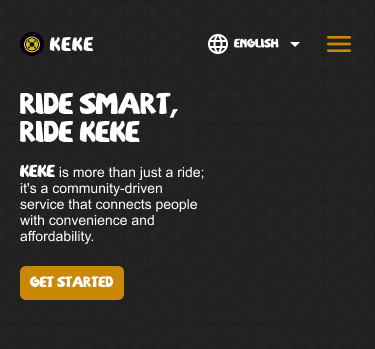 KEKE
ENGLISH
RIDE SMART,
RIDE KEKE
KEKE is more than just a ride;
it's a community-driven
service that connects people
with convenience and
affordability.
GET STARTED